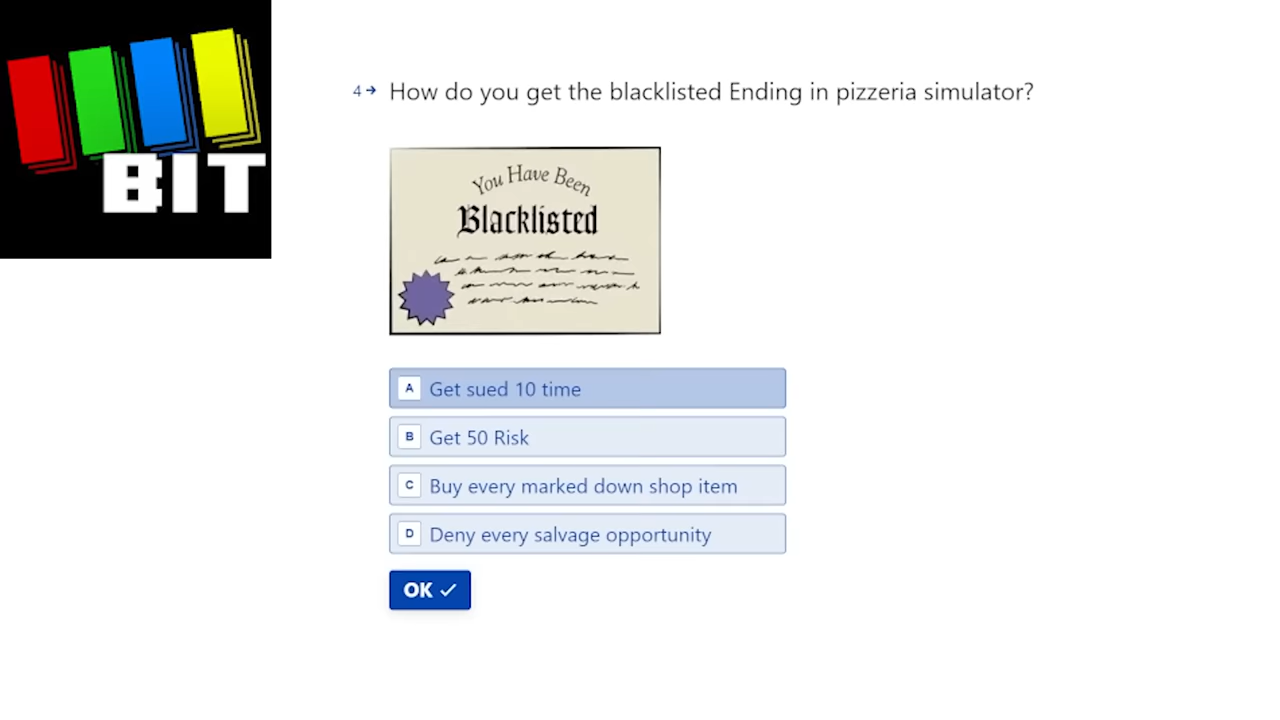 BIT
4 How do you get the blacklisted Ending in pizzeria simulator?
You Have Been
Blacklisted
A Get sued 10 time
B Get 50 Risk
C Buy every marked down shop item
D Deny every salvage opportunity
OK